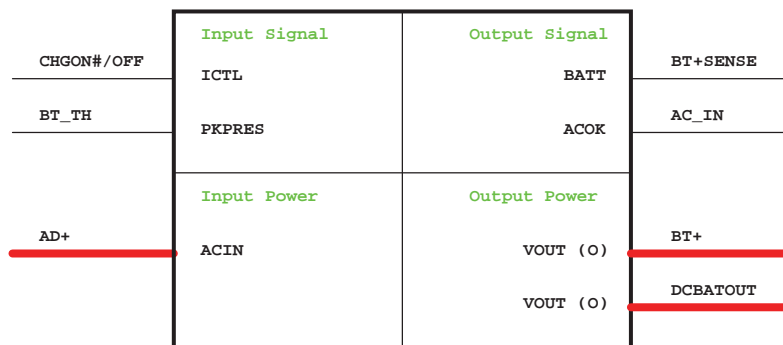 Input Signal Output Signal
CHGON#/OFF BT+SENSE
ICTL BATT
BT_TH AC_IN
PKPRES ACOK
Input Power Output Power
AD+ BT+
ACIN VOUT (O)
DCBATOUT
VOUT (O)